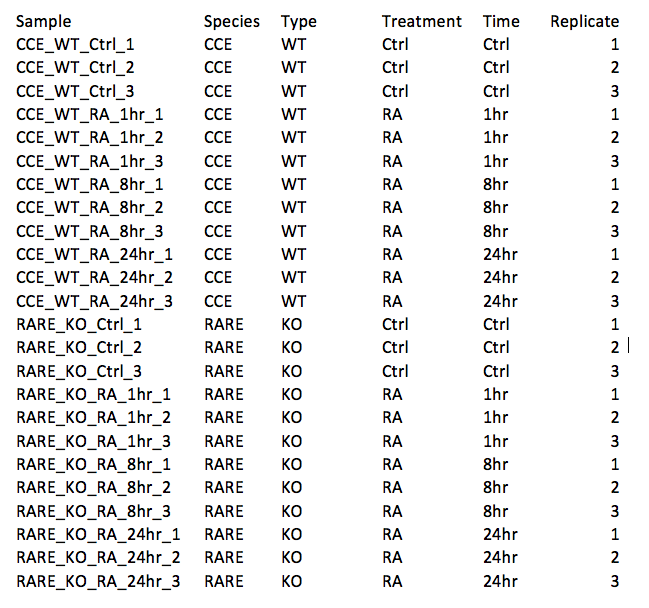 Sample Species Type Treatment Time Replicate
CCE_WT_Ctrl_1 CCE WT Ctrl Ctrl 1
CCE_WT_Ctrl_2 CCE WT Ctrl Ctrl 2
CCE_WT_Ctrl_3 CCE WT Ctrl Ctrl 3
CCE_WT_RA_1hr_1 CCE WT RA 1hr 1
CCE_WT_RA_1hr_2 CCE WT RA 1hr 2
CCE_WT_RA_1hr_3 CCE WT RA 1hr 3
CCE_WT_RA_8hr_1 CCE WT RA 8hr 1
CCE_WT_RA_8hr_2 CCE WT RA 8hr 2
CCE_WT_RA_8hr_3 CCE WT RA 8hr 3
CCE_WT_RA_24hr_1 CCE WT RA 24hr 1
CCE_WT_RA_24hr_2 CCE WT RA 24hr 2
CCE_WT_RA_24hr_3 CCE WT RA 24hr 3
RARE_KO_Ctrl_1 RARE KO Ctrl Ctrl 1
RARE_KO_Ctrl_2 RARE KO Ctrl Ctrl 2
RARE_KO_Ctrl_3 RARE KO Ctrl Ctrl 3
RARE_KO_RA_1hr_1 RARE KO RA 1hr 1
RARE_KO_RA_1hr_2 RARE KO RA 1hr 2
RARE_KO_RA_1hr_3 RARE KO RA 1hr 3
RARE_KO_RA_8hr_1 RARE KO RA 8hr 1
RARE_KO_RA_8hr_2 RARE KO RA 8hr 2
RARE_KO_RA_8hr_3 RARE KO RA 8hr 3
RARE_KO_RA_24hr_1 RARE KO RA 24hr 1
RARE_KO_RA_24hr_2 RARE KO RA 24hr 2
RARE_KO_RA_24hr_3 RARE KO RA 24hr 3